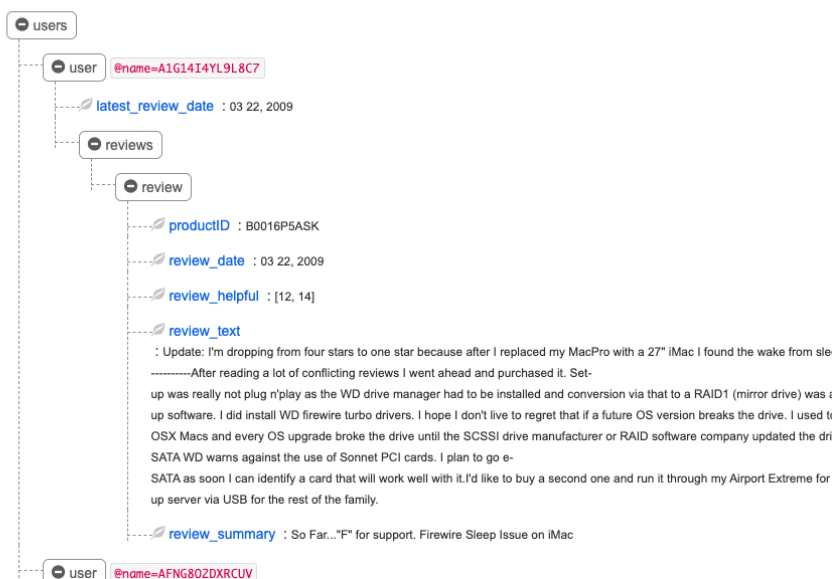 users
user @name=A1G14I4YL9L8C7
latest_review_date : 03 22, 2009
reviews
review
productID : B0016P5ASK
review_date : 03 22, 2009
review_helpful : [12, 14]
review_text
: Update: I'm dropping from four stars to one star because after I replaced my MacPro with a 27" iMac I found the wake from slee
----------After reading a lot of conflicting reviews I went ahead and purchased it. Set-
up was really not plug n'play as the WD drive manager had to be installed and conversion via that to a RAID1 (mirror drive) was a
up software. I did install WD firewire turbo drivers. I hope I don't live to regret that if a future OS version breaks the drive. I used to
OSX Macs and every OS upgrade broke the drive until the SCSSI drive manufacturer or RAID software company updated the dri
SATA WD warns against the use of Sonnet PCI cards. I plan to go e-
SATA as soon I can identify a card that will work well with it.I'd like to buy a second one and run it through my Airport Extreme for
up server via USB for the rest of the family.
review_summary : So Far..."F" for support. Firewire Sleep Issue on iMac
user @name=AFNG8O2DXRCUV